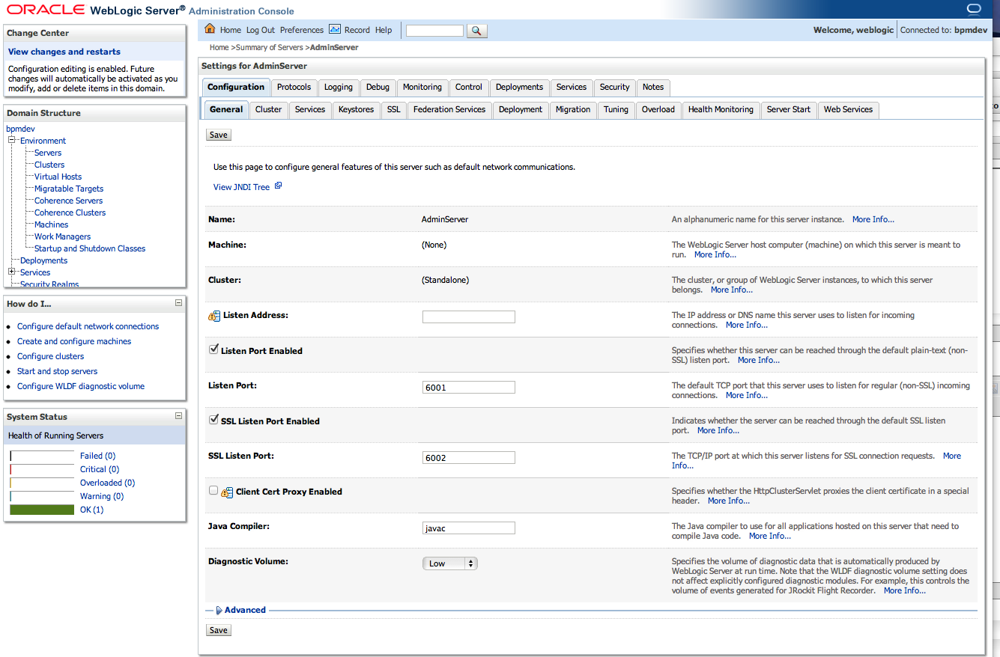 ORACLE WebLogic Server® Administration Console
Change Center
View changes and restarts
Configuration editing is enabled. Future
changes will automatically be activated as you
modify, add or delete items in this domain.
Domain Structure
bpmdev
Environment
Servers
Clusters
Virtual Hosts
Migratable Targets
Coherence Servers
Coherence Clusters
Machines
Work Managers
Startup and Shutdown Classes
Deployments
Services
Security Realms
How do I...
Configure default network connections
Create and configure machines
Configure clusters
Start and stop servers
Configure WLDF diagnostic volume
System Status
Health of Running Servers
Failed (0)
Critical (0)
Overloaded (0)
Warning (0)
OK (1)
Home Log Out Preferences Record Help
Welcome, weblogic Connected to: bpmdev
Home >Summary of Servers >AdminServer
Settings for AdminServer
Configuration Protocols Logging Debug Monitoring Control Deployments Services Security Notes
General Cluster Services Keystores SSL Federation Services Deployment Migration Tuning Overload Health Monitoring Server Start Web Services
Save
Use this page to configure general features of this server such as default network communications.
View JNDI Tree
Name: AdminServer An alphanumeric name for this server instance. More Info...
Machine: (None) The WebLogic Server host computer (machine) on which this server is meant to
run. More Info...
Cluster: (Standalone) The cluster, or group of WebLogic Server instances, to which this server
belongs. More Info...
Listen Address: The IP address or DNS name this server uses to listen for incoming
connections. More Info...
Listen Port Enabled Specifies whether this server can be reached through the default plain-text (non-
SSL) listen port. More Info...
Listen Port: 6001 The default TCP port that this server uses to listen for regular (non-SSL) incoming
connections. More Info...
SSL Listen Port Enabled Indicates whether the server can be reached through the default SSL listen
port. More Info...
SSL Listen Port: 6002 The TCP/IP port at which this server listens for SSL connection requests. More
Info...
Client Cert Proxy Enabled Specifies whether the HttpClusterServlet proxies the client certificate in a special
header. More Info...
Java Compiler: javac The Java compiler to use for all applications hosted on this server that need to
compile Java code. More Info...
Diagnostic Volume: Low Specifies the volume of diagnostic data that is automatically produced by
WebLogic Server at run time. Note that the WLDF diagnostic volume setting does
not affect explicitly configured diagnostic modules. For example, this controls the
volume of events generated for JRockit Flight Recorder. More Info...
Advanced
Save